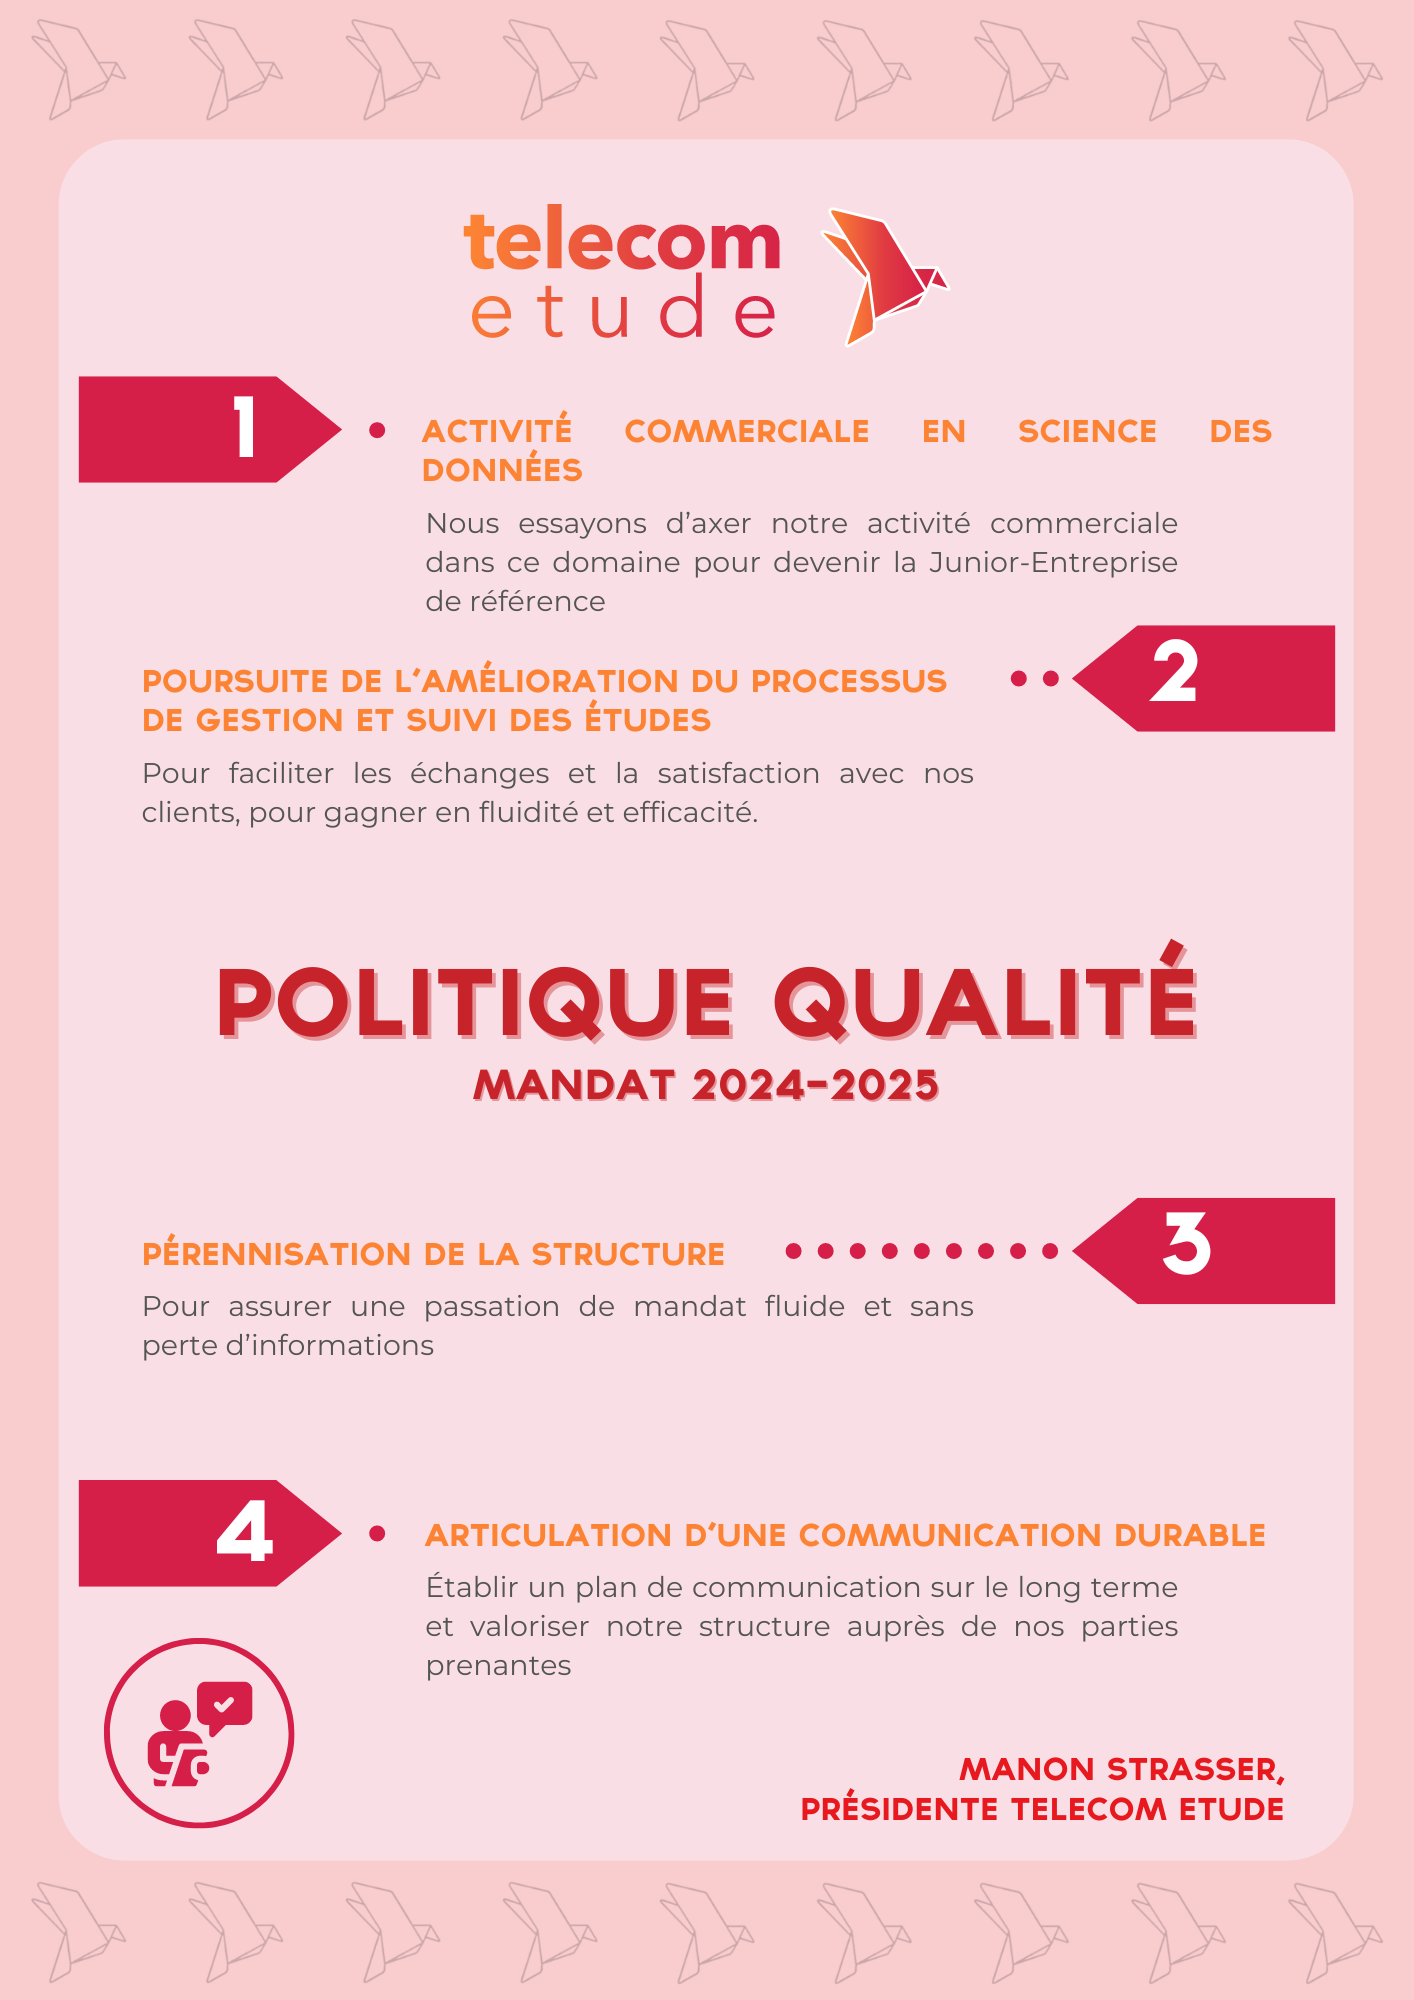 telecom
etude
1
ACTIVITÉ COMMERCIALE EN SCIENCE DES
DONNÉES
Nous essayons d’axer notre activité commerciale
dans ce domaine pour devenir la Junior-Entreprise
de référence
2
POURSUITE DE L’AMÉLIORATION DU PROCESSUS
DE GESTION ET SUIVI DES ÉTUDES
Pour faciliter les échanges et la satisfaction avec nos
clients, pour gagner en fluidité et efficacité.
POLITIQUE QUALITÉ
MANDAT 2024-2025
3
PÉRENNISATION DE LA STRUCTURE
Pour assurer une passation de mandat fluide et sans
perte d’informations
4
ARTICULATION D’UNE COMMUNICATION DURABLE
Établir un plan de communication sur le long terme
et valoriser notre structure auprès de nos parties
prenantes
MANON STRASSER,
PRÉSIDENTE TELECOM ETUDE